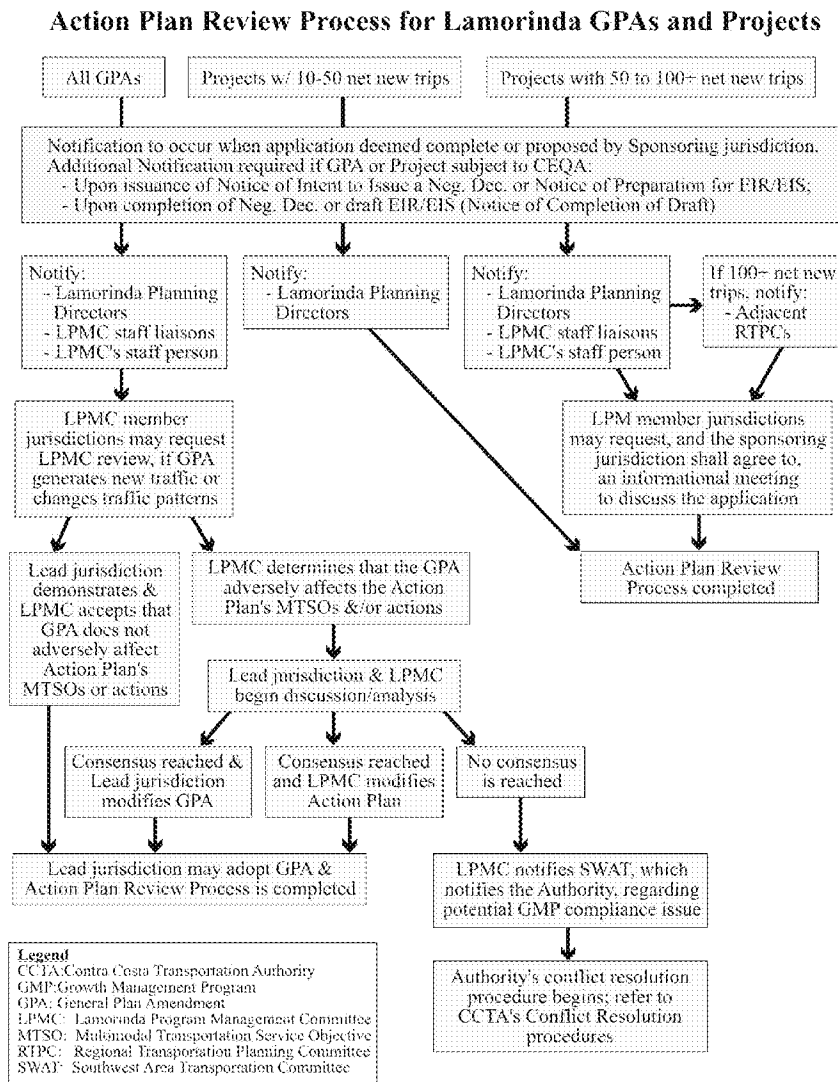 Action Plan Review Process for Lamorinda GPAs and Projects
All GPAs
Projects w/ 10-50 net new trips
Projects with 50 to 100+ net new trips
Notification to occur when application deemed complete or proposed by Sponsoring jurisdiction.
Additional Notification required if GPA or Project subject to CEQA:
- Upon issuance of Notice of Intent to Issue a Neg. Dec. or Notice of Preparation for EIR/EIS;
- Upon completion of Neg. Dec. or draft EIR/EIS (Notice of Completion of Draft)
Notify:
- Lamorinda Planning
Directors
- LPMC staff liaisons
- LPMC's staff person
Notify:
- Lamorinda Planning
Directors
Notify:
- Lamorinda Planning
Directors
- LPMC staff liaisons
- LPMC's staff person
If 100+ net new
trips, notify:
- Adjacent
RTPCs
LPMC member
jurisdictions may request
LPMC review, if GPA
generates new traffic or
changes traffic patterns
LPM member jurisdictions
may request, and the sponsoring
jurisdiction shall agree to,
an informational meeting
to discuss the application
Lead jurisdiction
demonstrates &
LPMC accepts that
GPA does not
adversely affect
Action Plan's
MTSOs or actions
LPMC determines that the GPA
adversely affects the Action
Plan's MTSOs &/or actions
Action Plan Review
Process completed
Lead jurisdiction & LPMC
begin discussion/analysis
Consensus reached &
Lead jurisdiction
modifies GPA
Consensus reached
and LPMC modifies
Action Plan
No consensus
is reached
Lead jurisdiction may adopt GPA &
Action Plan Review Process is completed
LPMC notifies SWAT, which
notifies the Authority, regarding
potential GMP compliance issue
Authority's conflict resolution
procedure begins; refer to
CCTA's Conflict Resolution
procedures
Legend
CCTA:Contra Costa Transportation Authority
GMP:Growth Management Program
GPA: General Plan Amendment
LPMC: Lamorinda Program Management Committee
MTSO: Multimodal Transportation Service Objective
RTPC: Regional Transportation Planning Committee
SWAT: Southwest Area Transportation Committee